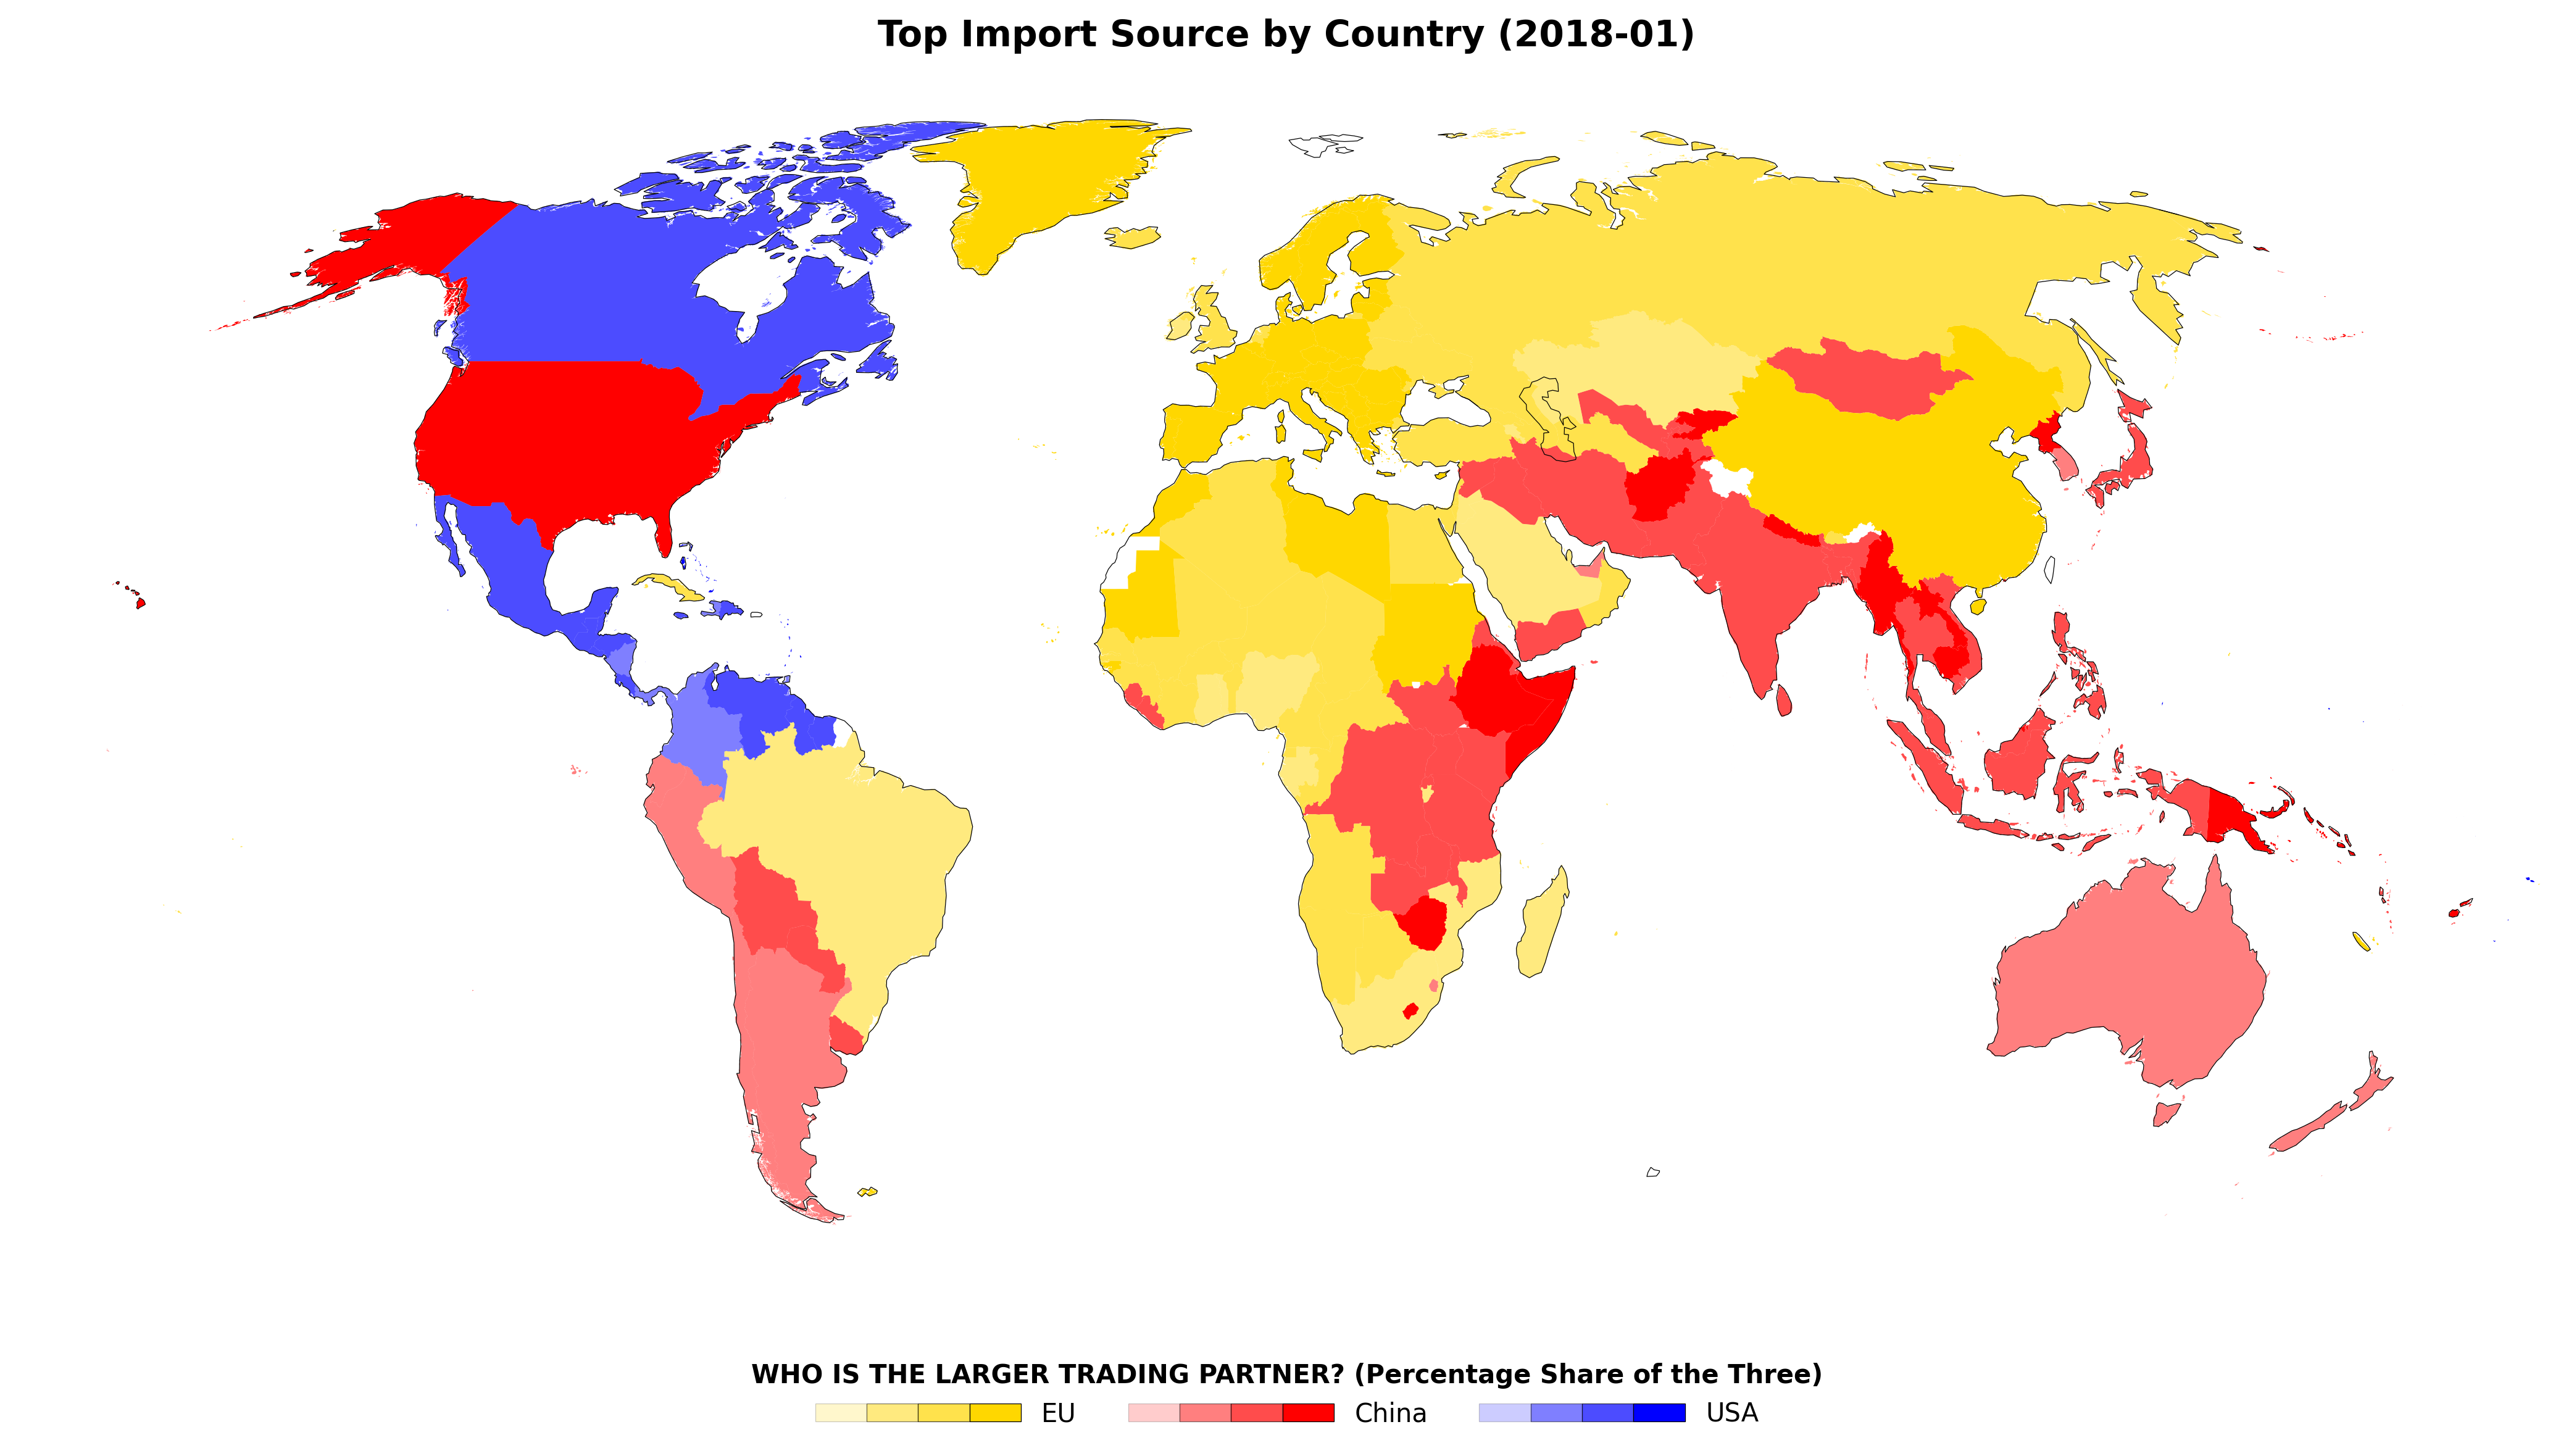 Top Import Source by Country (2018-01)
WHO IS THE LARGER TRADING PARTNER? (Percentage Share of the Three)
EU China USA